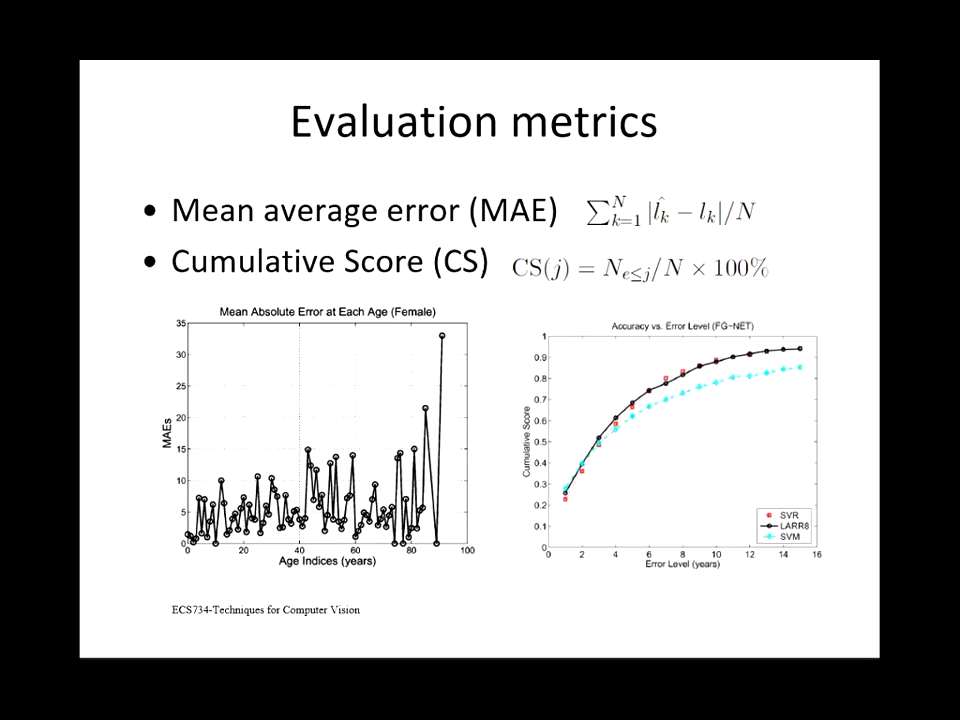 Evaluation metrics
• Mean average error (MAE) ∑_{k=1}^{N} |\hat{l_k} − l_k|/N
• Cumulative Score (CS) CS(j) = N_{e≤j}/N × 100%
Mean Absolute Error at Each Age (Female)
MAEs
35
30
25
20
15
10
5
0
0 20 40 60 80 100
Age Indices (years)
Accuracy vs. Error Level (FG-NET)
Cumulative Score
1
0.9
0.8
0.7
0.6
0.5
0.4
0.3
0.2
0.1
0
0 2 4 6 8 10 12 14 16
Error Level (years)
SVR
LARR8
SVM
ECS734-Techniques for Computer Vision